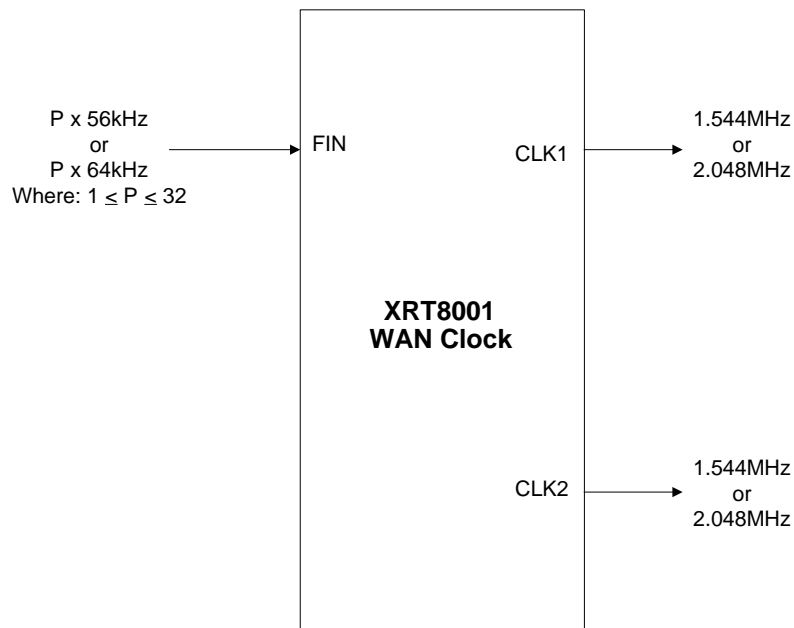 P x 56kHz
or
P x 64kHz
Where: 1 ≤ P ≤ 32
FIN
CLK1
1.544MHz
or
2.048MHz
XRT8001
WAN Clock
CLK2
1.544MHz
or
2.048MHz